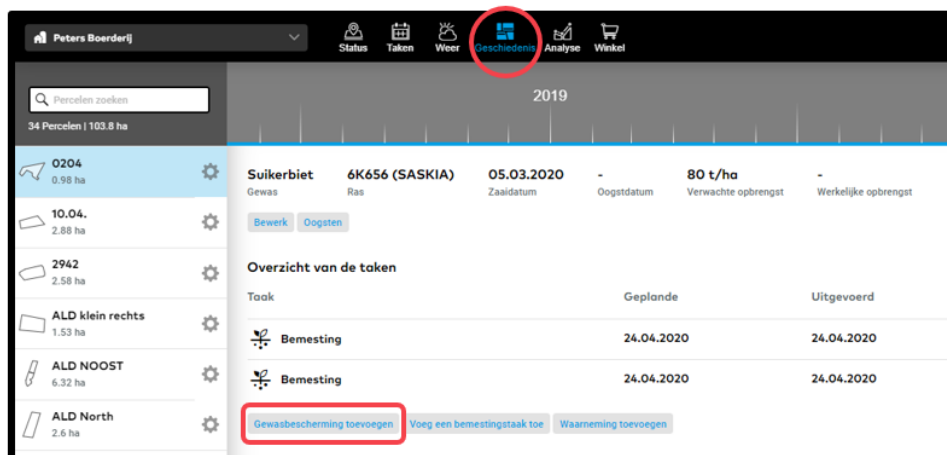 Peters Boerderij
Status Taken Weer Geschiedenis Analyse Winkel
Percelen zoeken
34 Percelen | 103.8 ha
2019
0204
0.98 ha
10.04.
2.88 ha
2942
2.58 ha
ALD klein rechts
1.53 ha
ALD NOOST
6.32 ha
ALD North
2.6 ha
Suikerbiet 6K656 (SASKIA) 05.03.2020 - 80 t/ha -
Gewas Ras Zaaidatum Oogstdatum Verwachte opbrengst Werkelijke opbrengst
Bewerk Oogsten
Overzicht van de taken
Taak Geplande Uitgevoerd
Bemesting 24.04.2020 24.04.2020
Bemesting 24.04.2020 24.04.2020
Gewasbescherming toevoegen Voeg een bemestingstaak toe Waarneming toevoegen